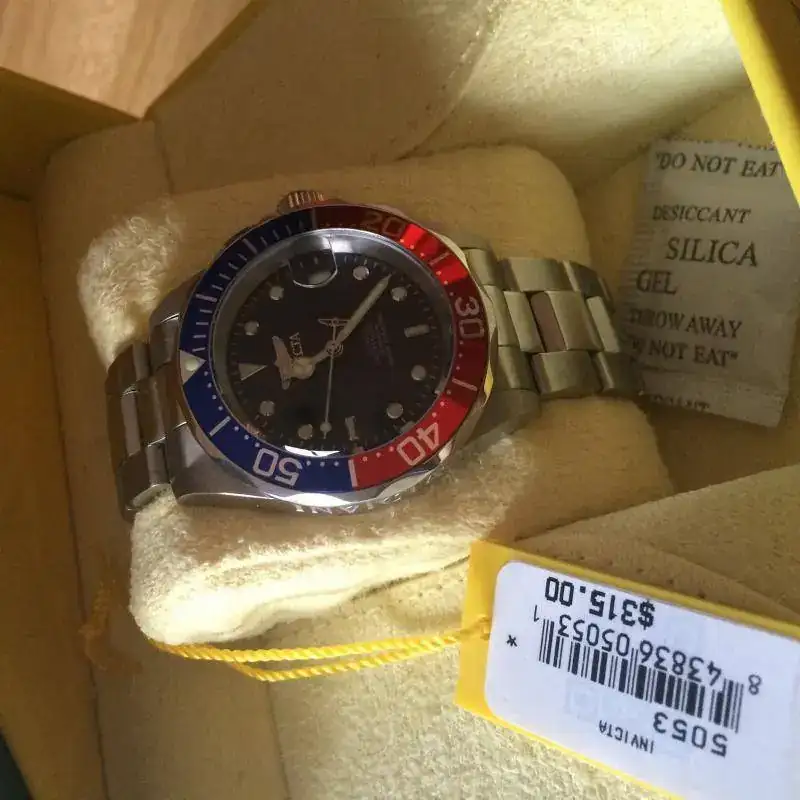 20
30
40
50
INVICTA
5053
8 43836 05053 1
*
$315.00
"DO NOT EAT"
DESICCANT
SILICA
GEL
THROW AWAY
NOT EAT"